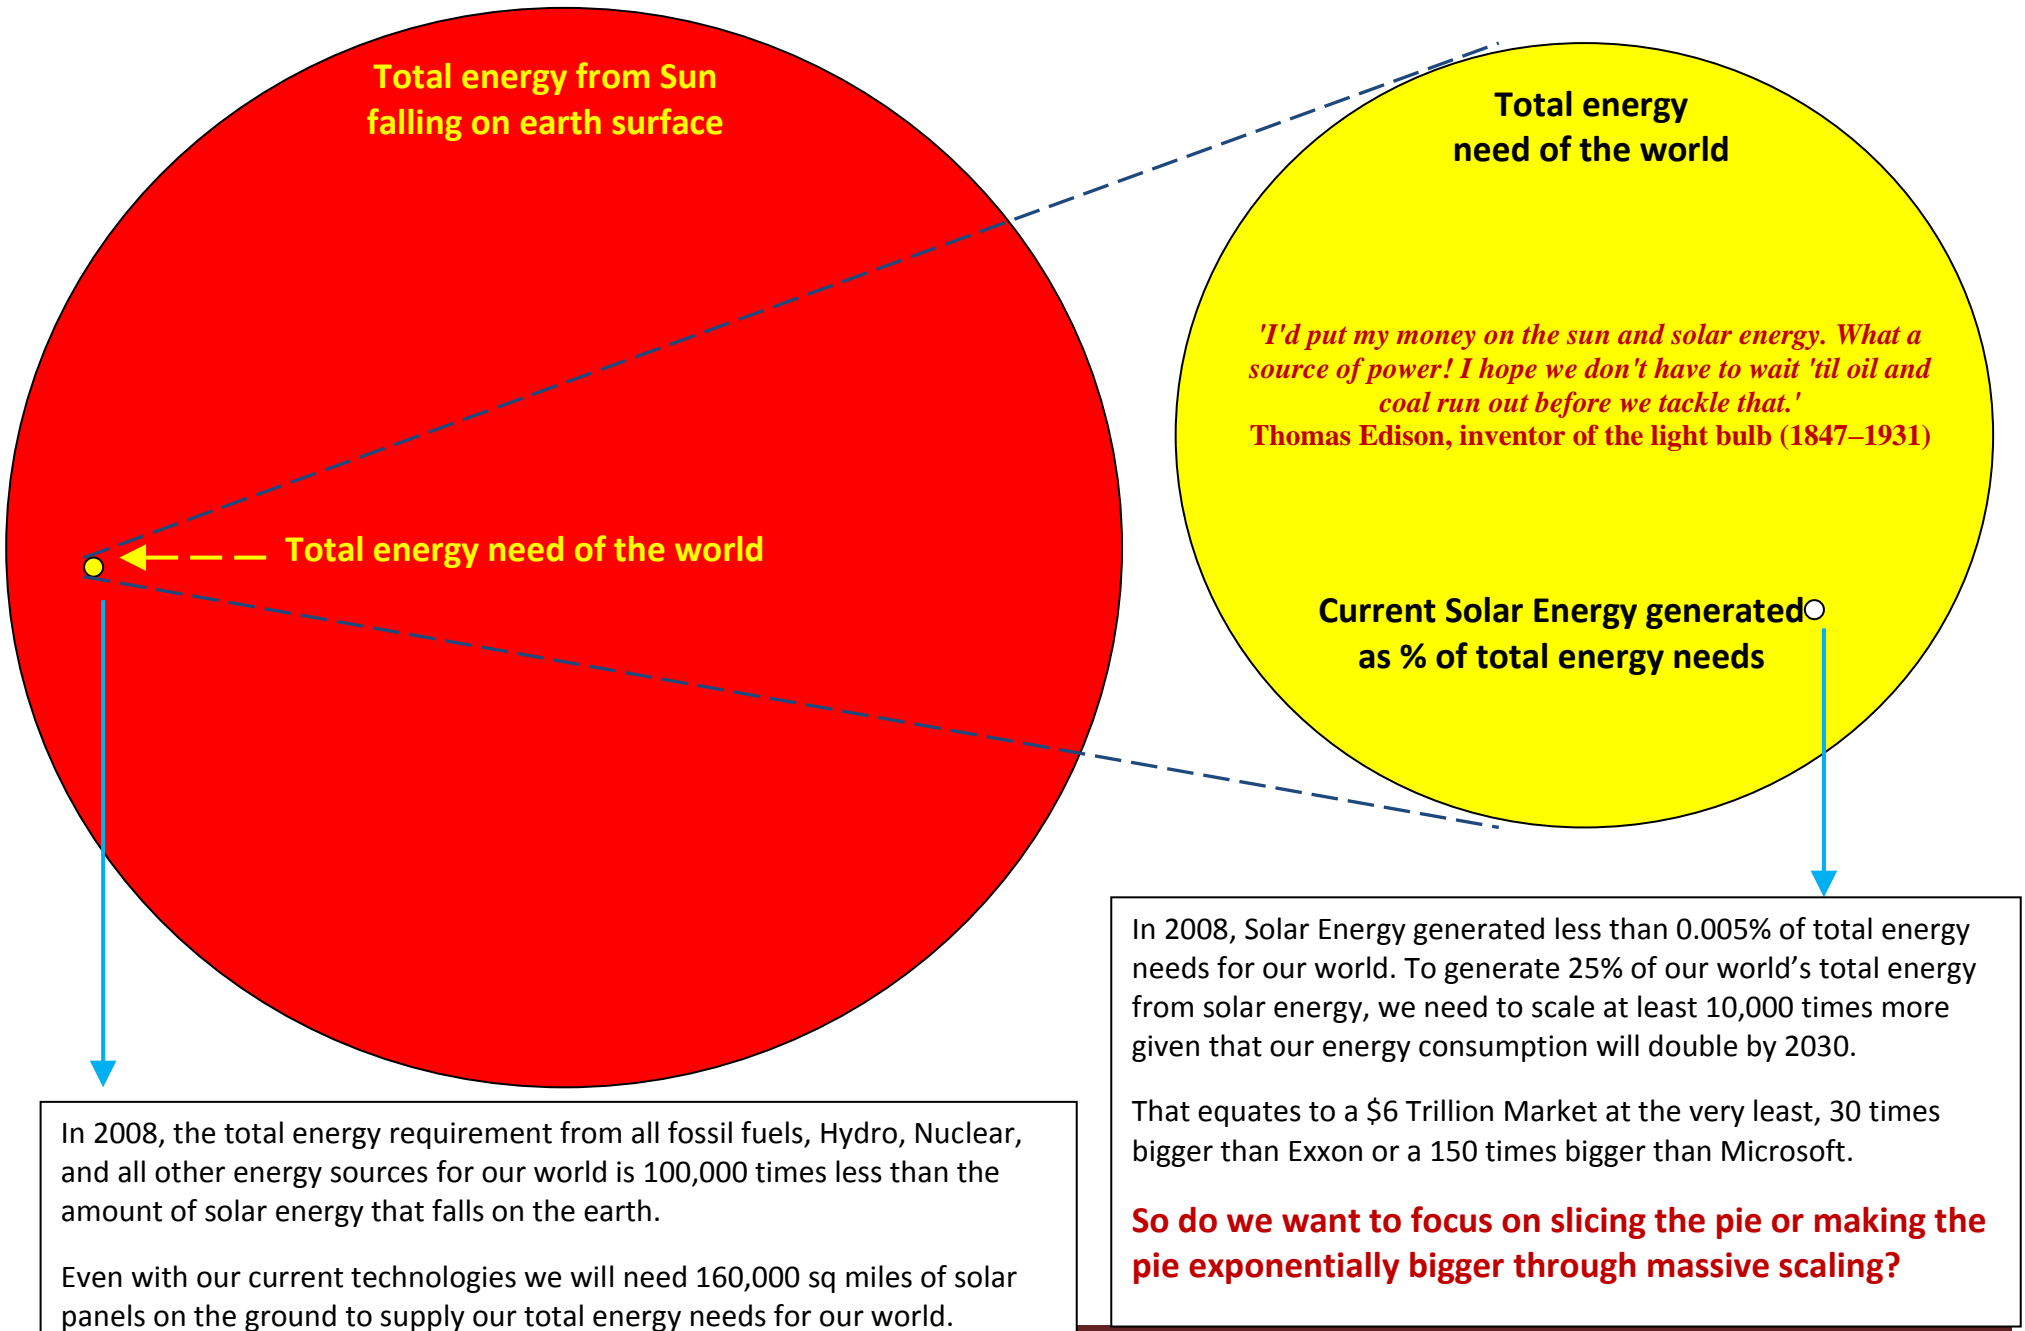 Total energy from Sun
falling on earth surface
Total energy need of the world
Total energy
need of the world
'I'd put my money on the sun and solar energy. What a
source of power! I hope we don't have to wait 'til oil and
coal run out before we tackle that.'
Thomas Edison, inventor of the light bulb (1847–1931)
Current Solar Energy generated
as % of total energy needs
In 2008, the total energy requirement from all fossil fuels, Hydro, Nuclear,
and all other energy sources for our world is 100,000 times less than the
amount of solar energy that falls on the earth.
Even with our current technologies we will need 160,000 sq miles of solar
panels on the ground to supply our total energy needs for our world.
In 2008, Solar Energy generated less than 0.005% of total energy
needs for our world. To generate 25% of our world’s total energy
from solar energy, we need to scale at least 10,000 times more
given that our energy consumption will double by 2030.
That equates to a $6 Trillion Market at the very least, 30 times
bigger than Exxon or a 150 times bigger than Microsoft.
So do we want to focus on slicing the pie or making the
pie exponentially bigger through massive scaling?